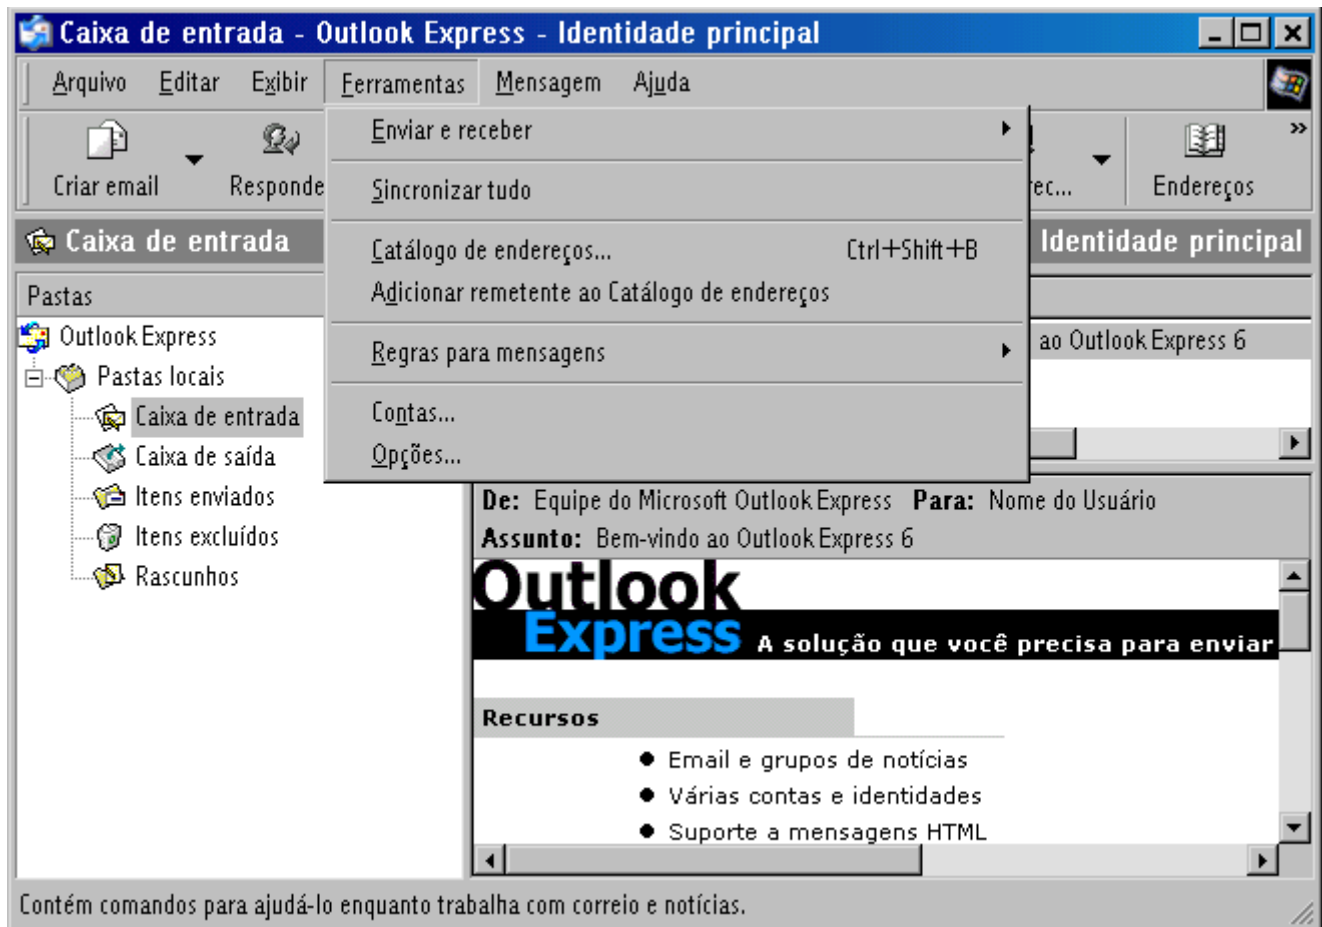 Caixa de entrada - Outlook Express - Identidade principal
Arquivo Editar Exibir Ferramentas Mensagem Ajuda
Enviar e receber
Criar email Responde Endereços
Sincronizar tudo
Caixa de entrada Identidade principal
Catálogo de endereços... Ctrl+Shift+B
Adicionar remetente ao Catálogo de endereços
Pastas
Outlook Express
ao Outlook Express 6
Regras para mensagens
Pastas locais
Caixa de entrada
Contas...
Caixa de saída
Opções...
Itens enviados
De: Equipe do Microsoft Outlook Express Para: Nome do Usuário
Itens excluídos
Assunto: Bem-vindo ao Outlook Express 6
Rascunhos
Outlook
Express A solução que você precisa para enviar
Recursos
Email e grupos de notícias
Várias contas e identidades
Suporte a mensagens HTML
Contém comandos para ajudá-lo enquanto trabalha com correio e notícias.